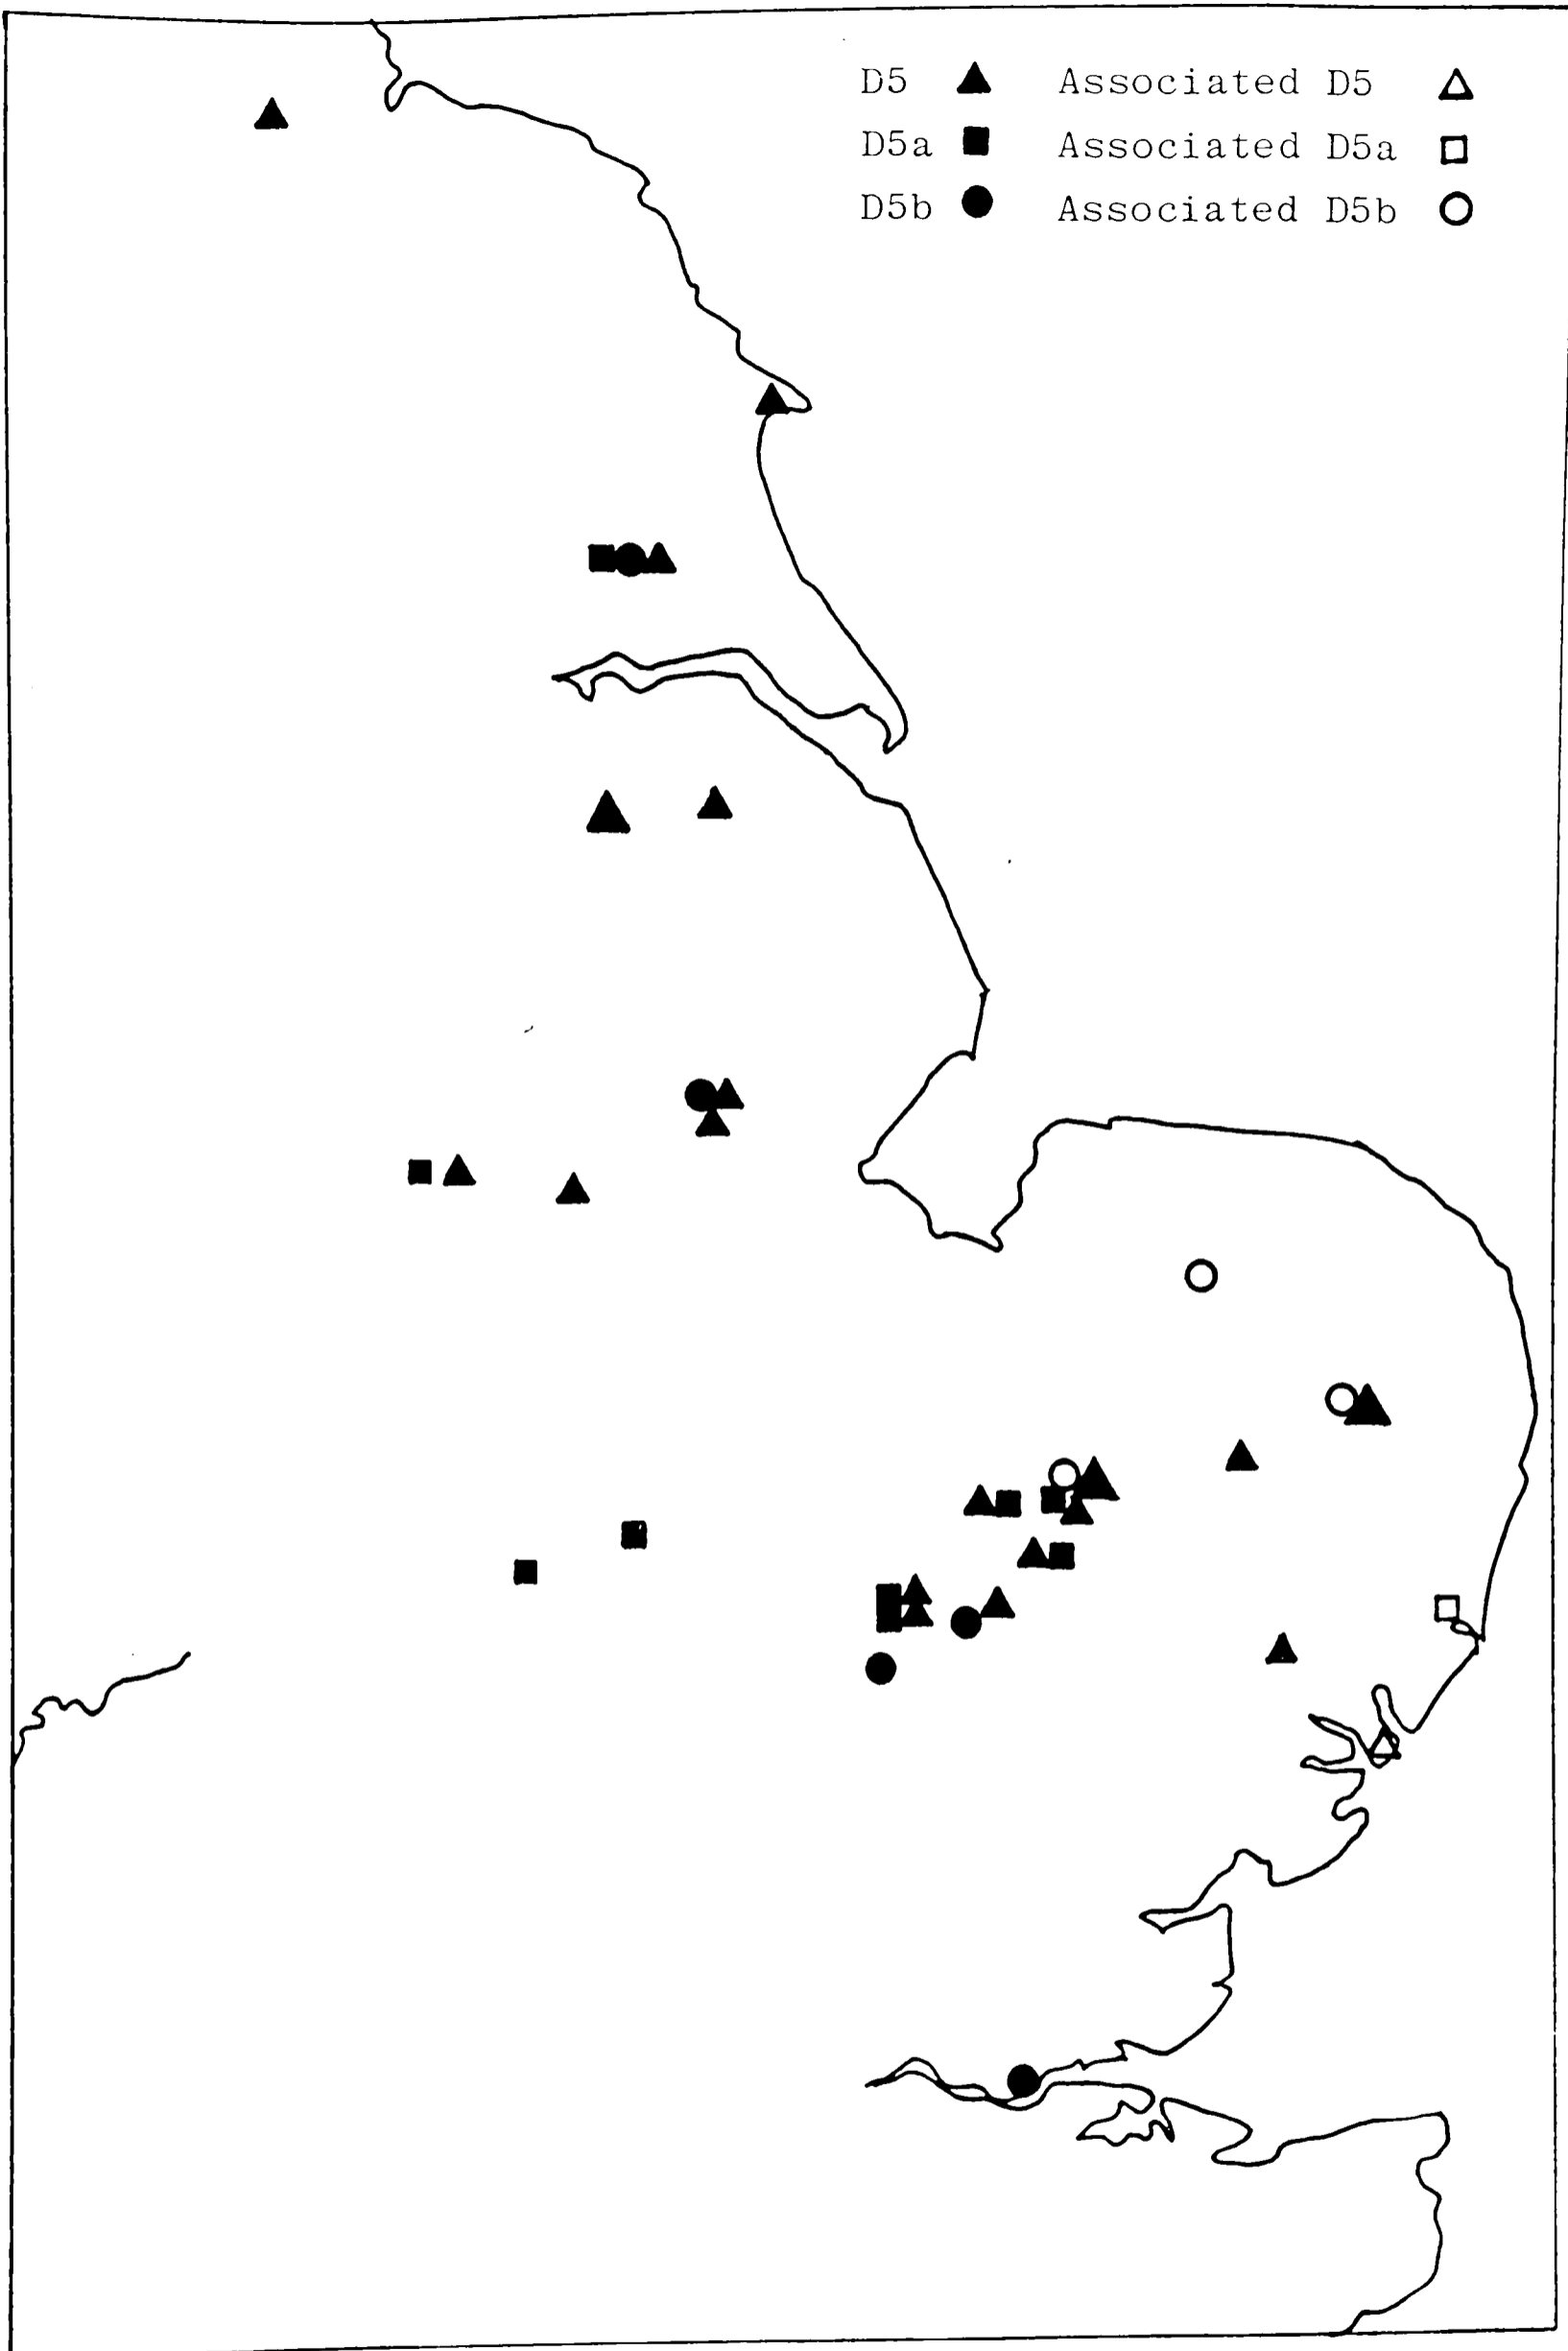 D5 ▲ Associated D5 △
D5a ■ Associated D5a □
D5b ● Associated D5b ○